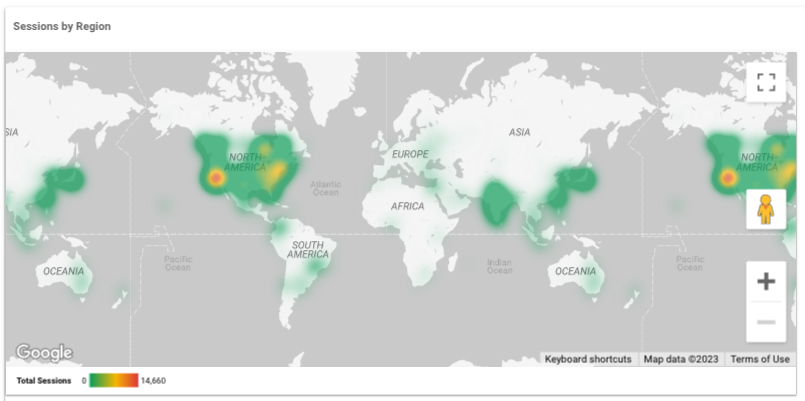 Sessions by Region
SIA
NORTH
AMERICA
Atlantic
Ocean
EUROPE
ASIA
NORTH
AMERICA
AFRICA
SOUTH
AMERICA
OCEANIA
Pacific
Ocean
Indian
Ocean
OCEANIA
Pacific
Ocean
Google
Keyboard shortcuts Map data ©2023 Terms of Use
Total Sessions 0 14,660